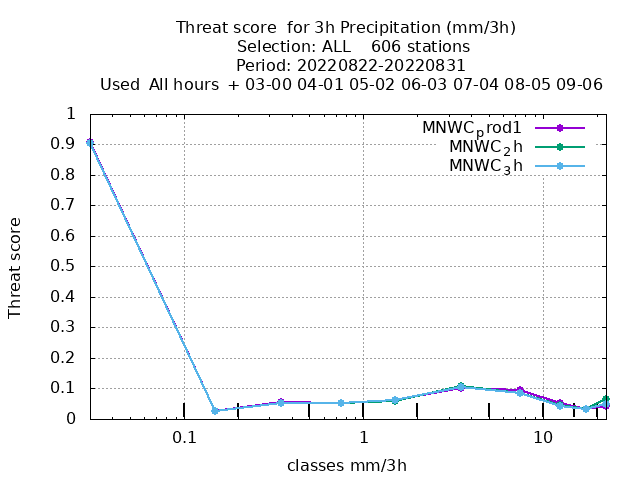 Threat score  for 3h Precipitation (mm/3h)
Selection: ALL    606 stations
Period: 20220822-20220831
Used  All hours  + 03-00 04-01 05-02 06-03 07-04 08-05 09-06
MNWCprod1
MNWC2h
MNWC3h
1
0.9
0.8
0.7
0.6
0.5
0.4
0.3
0.2
0.1
0
Threat score
0.1
1
10
classes mm/3h